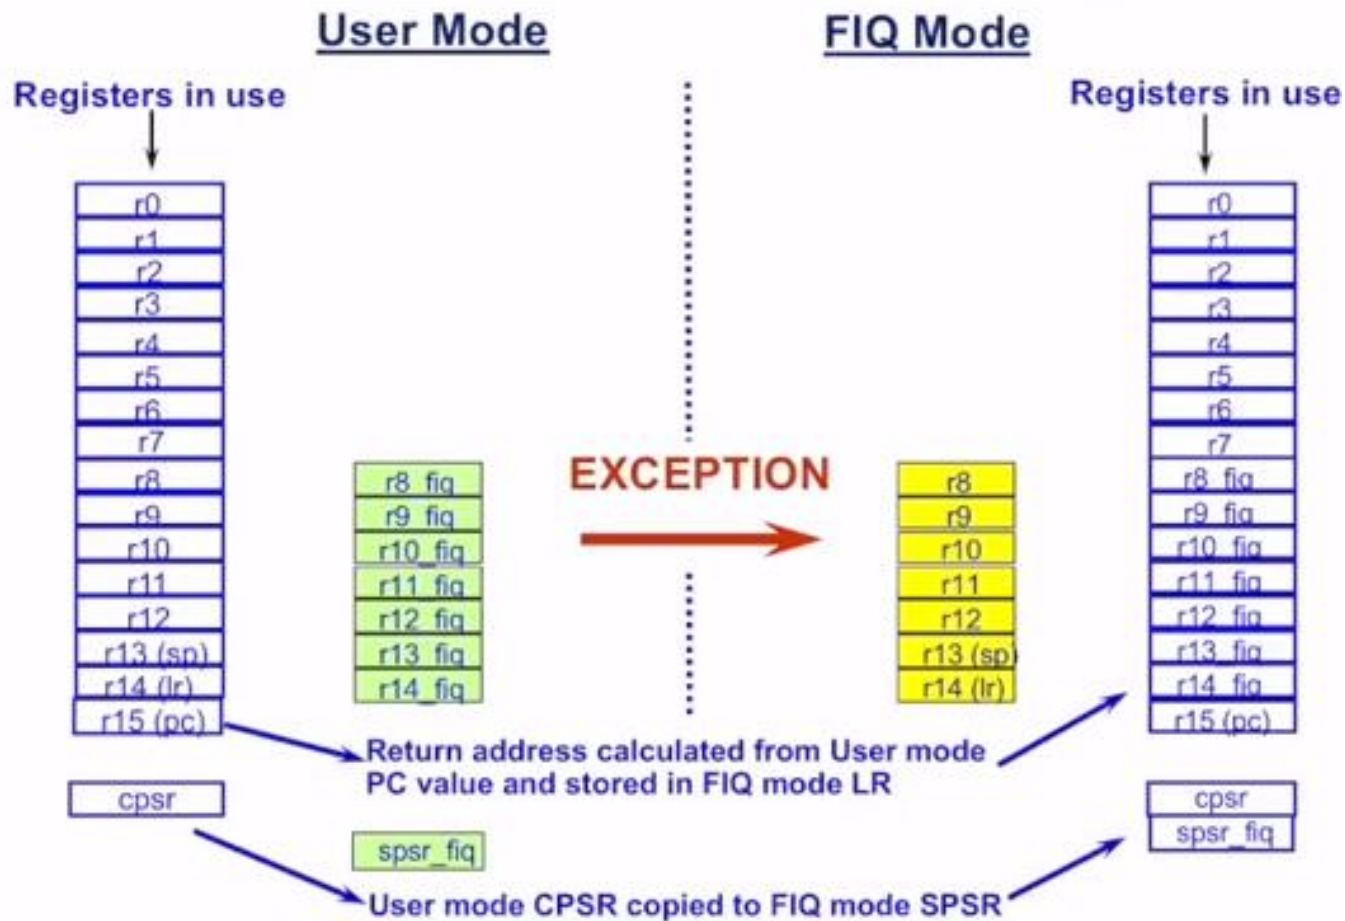 User Mode
FIQ Mode
Registers in use
Registers in use
r0
r1
r2
r3
r4
r5
r6
r7
r8
r9
r10
r11
r12
r13 (sp)
r14 (lr)
r15 (pc)
cpsr
r8_fiq
r9_fiq
r10_fiq
r11_fiq
r12_fiq
r13_fiq
r14_fiq
spsr_fiq
EXCEPTION
r8
r9
r10
r11
r12
r13 (sp)
r14 (lr)
r0
r1
r2
r3
r4
r5
r6
r7
r8_fiq
r9_fiq
r10_fiq
r11_fiq
r12_fiq
r13_fiq
r14_fiq
r15 (pc)
cpsr
spsr_fiq
Return address calculated from User mode
PC value and stored in FIQ mode LR
User mode CPSR copied to FIQ mode SPSR